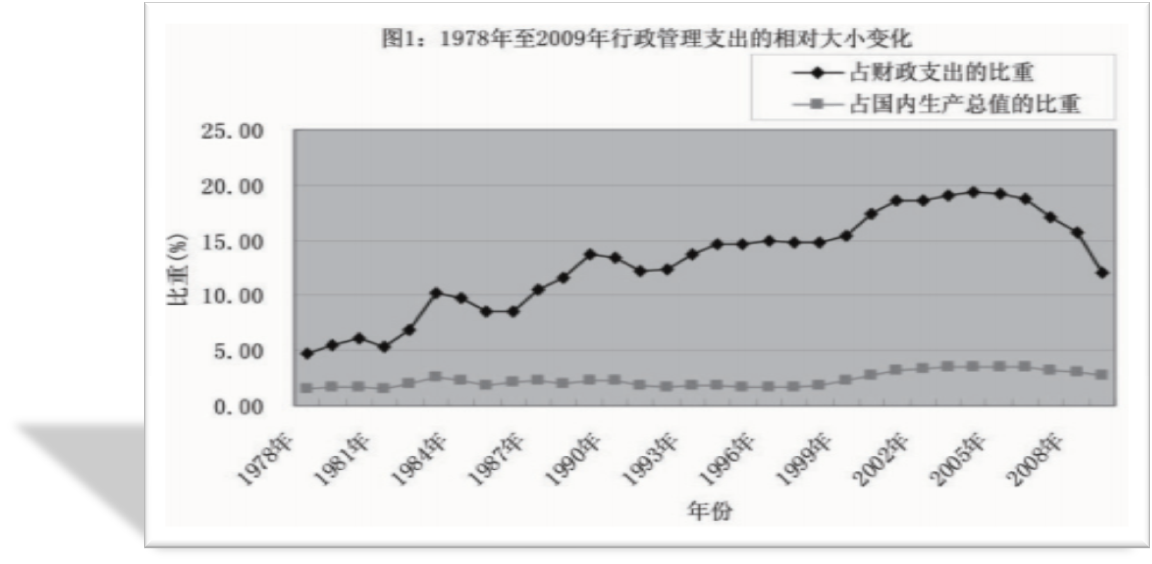 图1：1978年至2009年行政管理支出的相对大小变化
占财政支出的比重
占国内生产总值的比重
25.00
20.00
15.00
10.00
5.00
0.00
比重(%)
1978年
1981年
1984年
1987年
1990年
1993年
1996年
1999年
2002年
2005年
2008年
年份